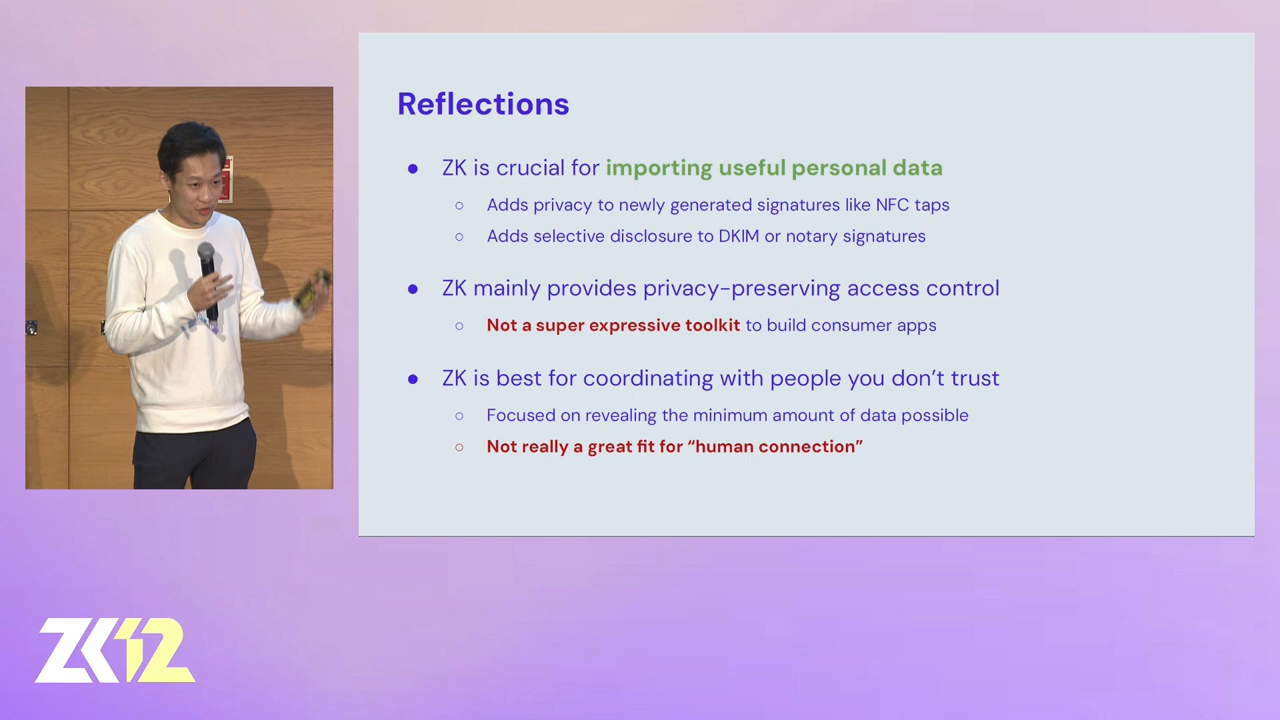 Reflections
● ZK is crucial for importing useful personal data
○ Adds privacy to newly generated signatures like NFC taps
○ Adds selective disclosure to DKIM or notary signatures
● ZK mainly provides privacy-preserving access control
○ Not a super expressive toolkit to build consumer apps
● ZK is best for coordinating with people you don’t trust
○ Focused on revealing the minimum amount of data possible
○ Not really a great fit for “human connection”
ZK12